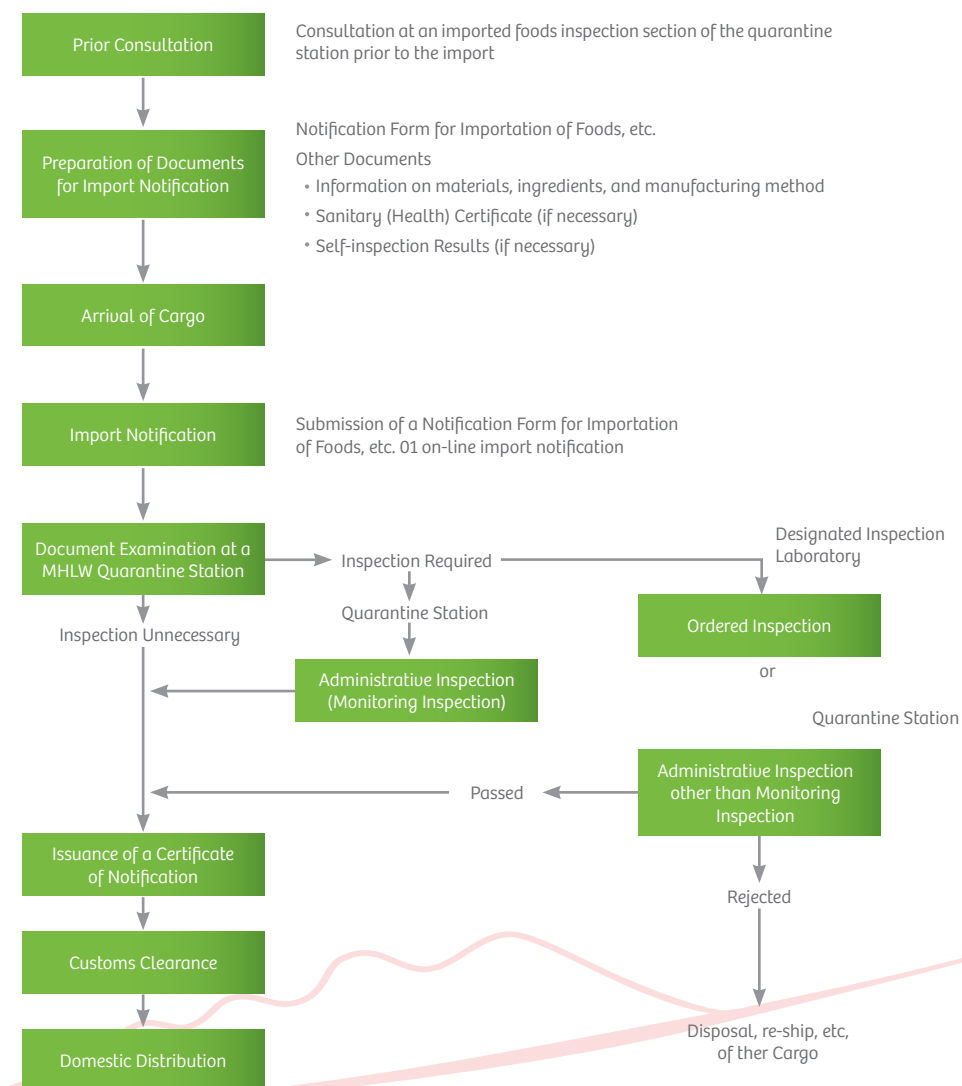 Prior Consultation
Consultation at an imported foods inspection section of the quarantine
station prior to the import
Preparation of Documents
for Import Notification
Notification Form for Importation of Foods, etc.
Other Documents
• Information on materials, ingredients, and manufacturing method
• Sanitary (Health) Certificate (if necessary)
• Self-inspection Results (if necessary)
Arrival of Cargo
Import Notification
Submission of a Notification Form for Importation
of Foods, etc. 01 on-line import notification
Document Examination at a
MHLW Quarantine Station
Inspection Required
Designated Inspection
Laboratory
Inspection Unnecessary
Quarantine Station
Ordered Inspection
or
Administrative Inspection
(Monitoring Inspection)
Quarantine Station
Administrative Inspection
other than Monitoring
Inspection
Passed
Issuance of a Certificate
of Notification
Rejected
Customs Clearance
Disposal, re-ship, etc,
of ther Cargo
Domestic Distribution